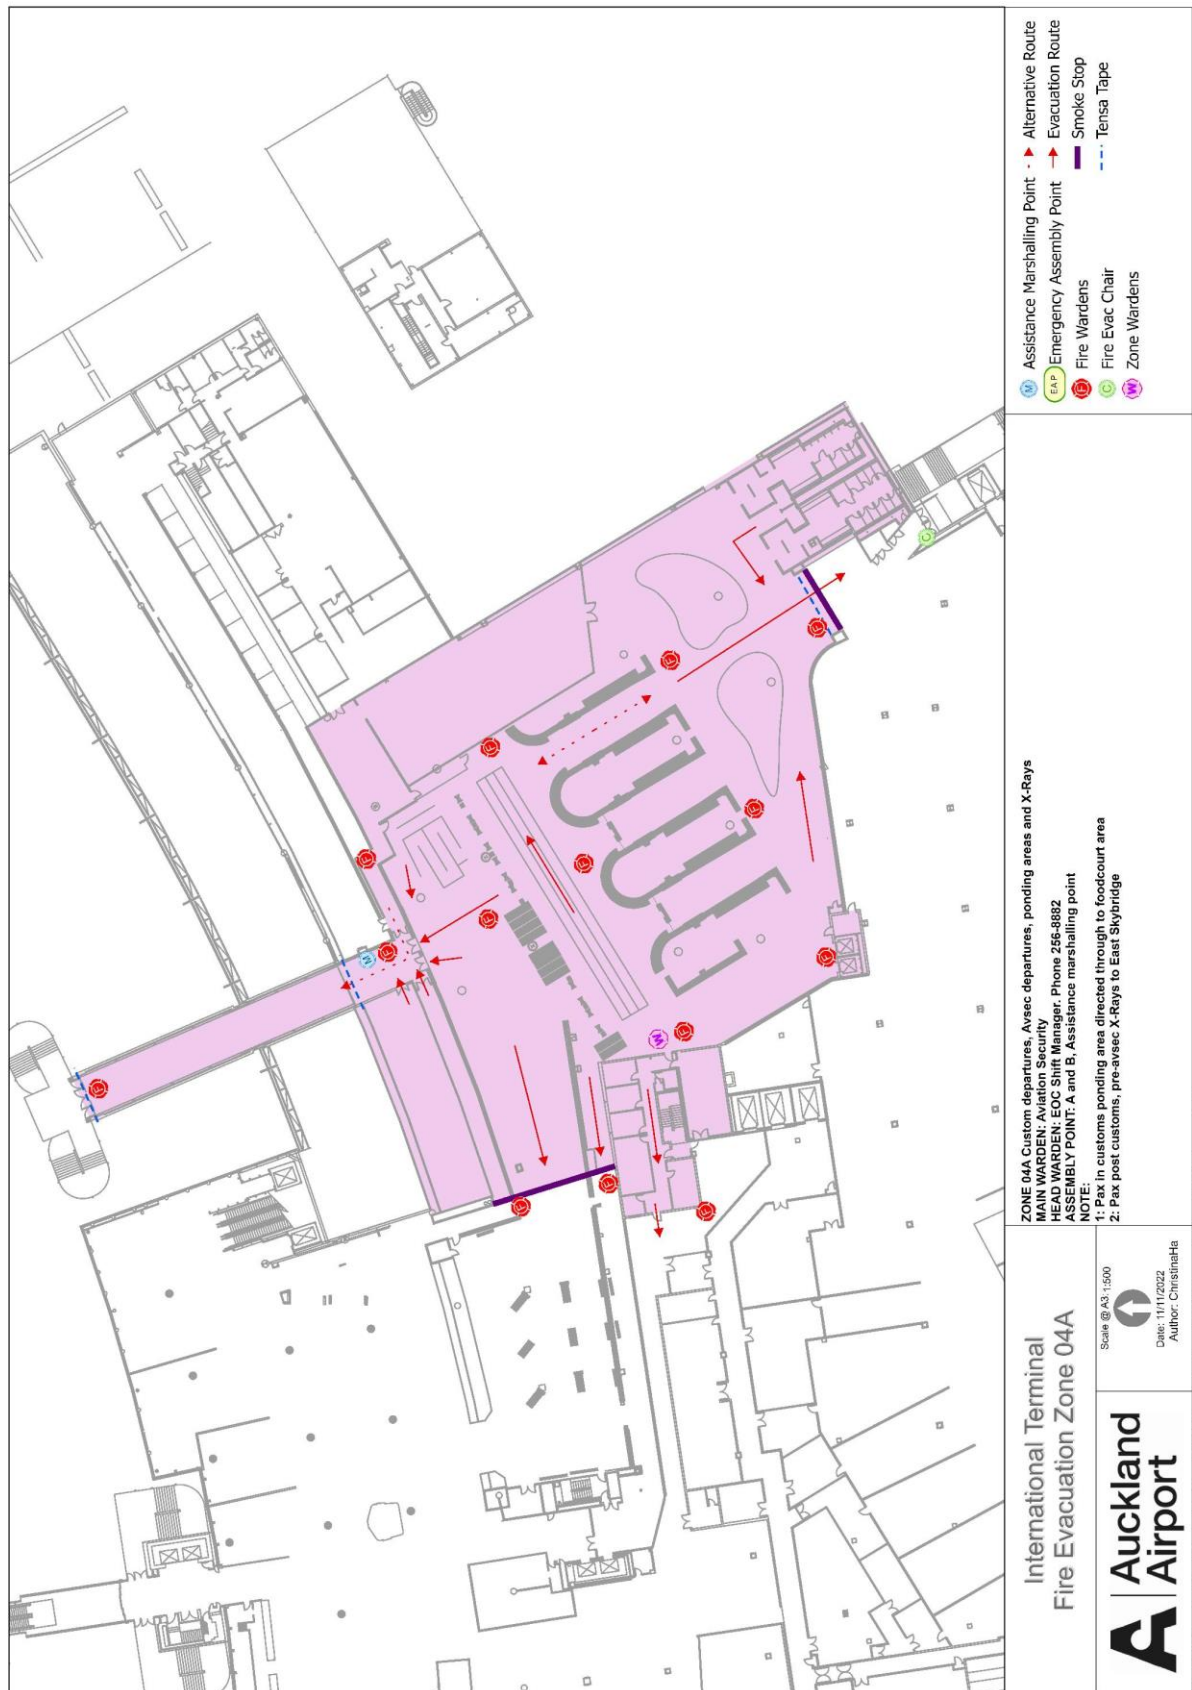 International Terminal
Fire Evacuation Zone 04A
A | Auckland
Airport
Scale @ A3:1:500
Date: 11/11/2022
Author: ChristinaHa
ZONE 04A Custom departures, Avsec departures, ponding areas and X-Rays
MAIN WARDEN: Aviation Security
HEAD WARDEN: EOC Shift Manager. Phone 256-8882
ASSEMBLY POINT: A and B, Assistance marshalling point
NOTE:
1: Pax in customs ponding area directed through to foodcourt area
2: Pax post customs, pre-avsec X-Rays to East Skybridge
M Assistance Marshalling Point
EAP Emergency Assembly Point
F Fire Wardens
C Fire Evac Chair
W Zone Wardens
Alternative Route
Evacuation Route
Smoke Stop
Tensa Tape
F
F
M
F
F
F
F
F
F
F
F
F
W
F
F
F
F
C